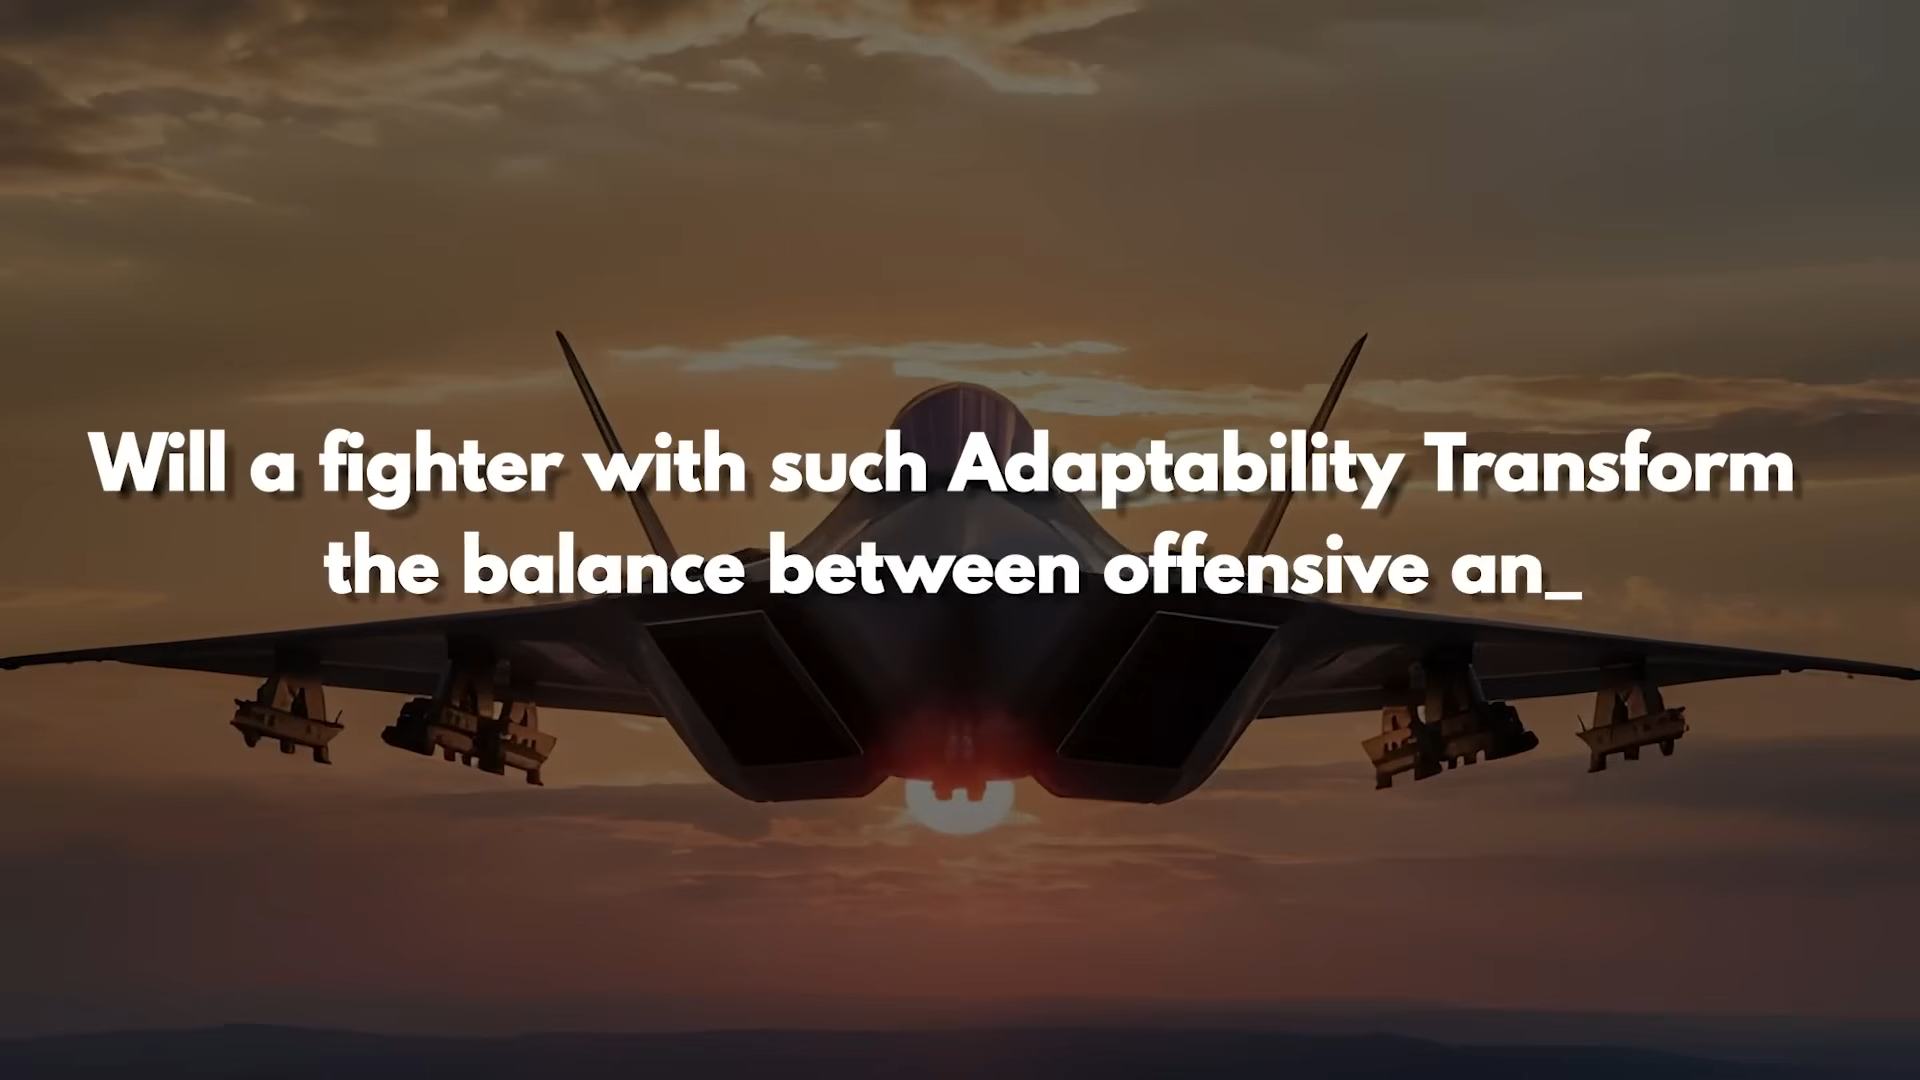 Will a fighter with such Adaptability Transform
the balance between offensive an_